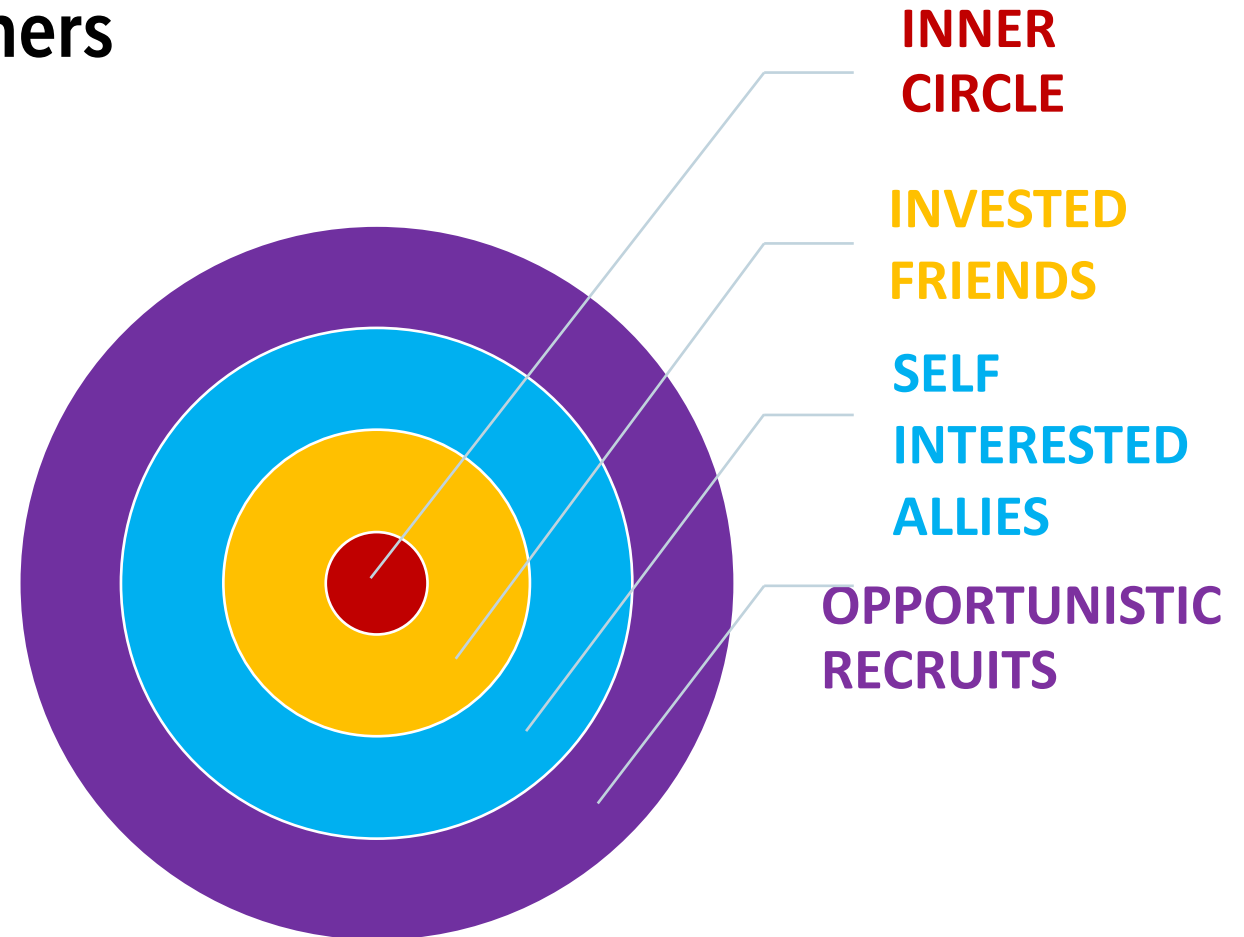 ners
INNER
CIRCLE
INVESTED
FRIENDS
SELF
INTERESTED
ALLIES
OPPORTUNISTIC
RECRUITS